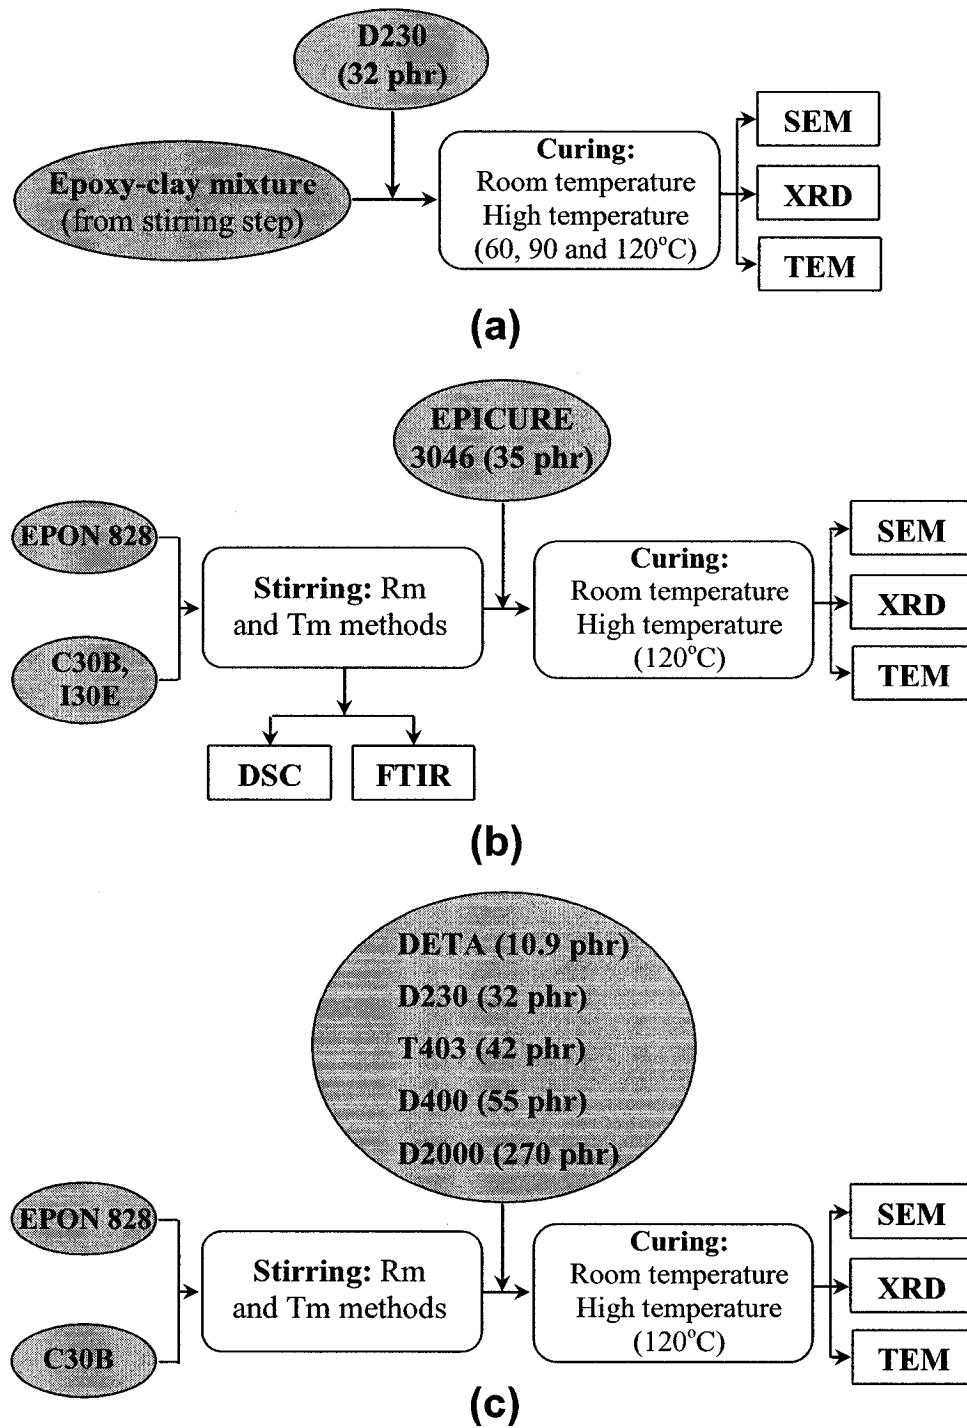 D230
(32 phr)
Epoxy-clay mixture
(from stirring step)
Curing:
Room temperature
High temperature
(60, 90 and 120°C)
SEM
XRD
TEM
(a)
EPICURE
3046 (35 phr)
EPON 828
C30B,
I30E
Stirring: Rm
and Tm methods
DSC
FTIR
Curing:
Room temperature
High temperature
(120°C)
SEM
XRD
TEM
(b)
DETA (10.9 phr)
D230 (32 phr)
T403 (42 phr)
D400 (55 phr)
D2000 (270 phr)
EPON 828
C30B
Stirring: Rm
and Tm methods
Curing:
Room temperature
High temperature
(120°C)
SEM
XRD
TEM
(c)